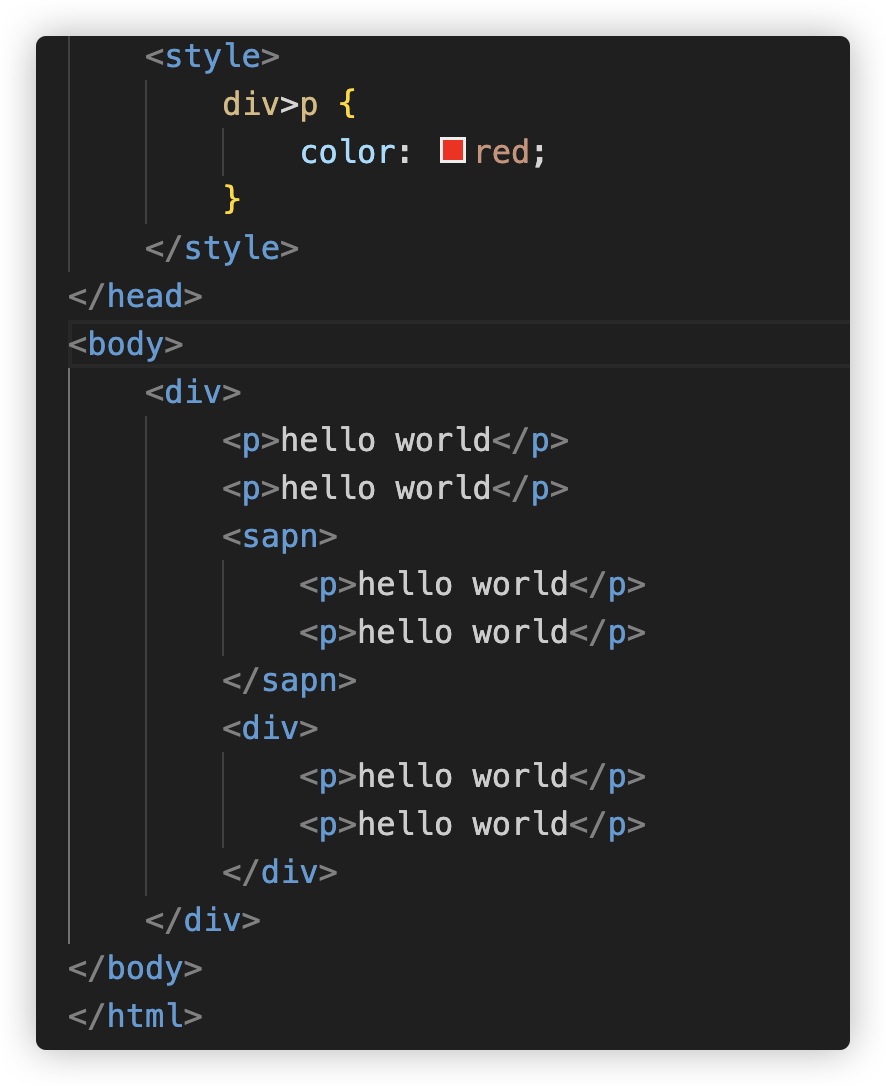 <style>
div>p {
color: red;
}
</style>
</head>
<body>
<div>
<p>hello world</p>
<p>hello world</p>
<sapn>
<p>hello world</p>
<p>hello world</p>
</sapn>
<div>
<p>hello world</p>
<p>hello world</p>
</div>
</div>
</body>
</html>